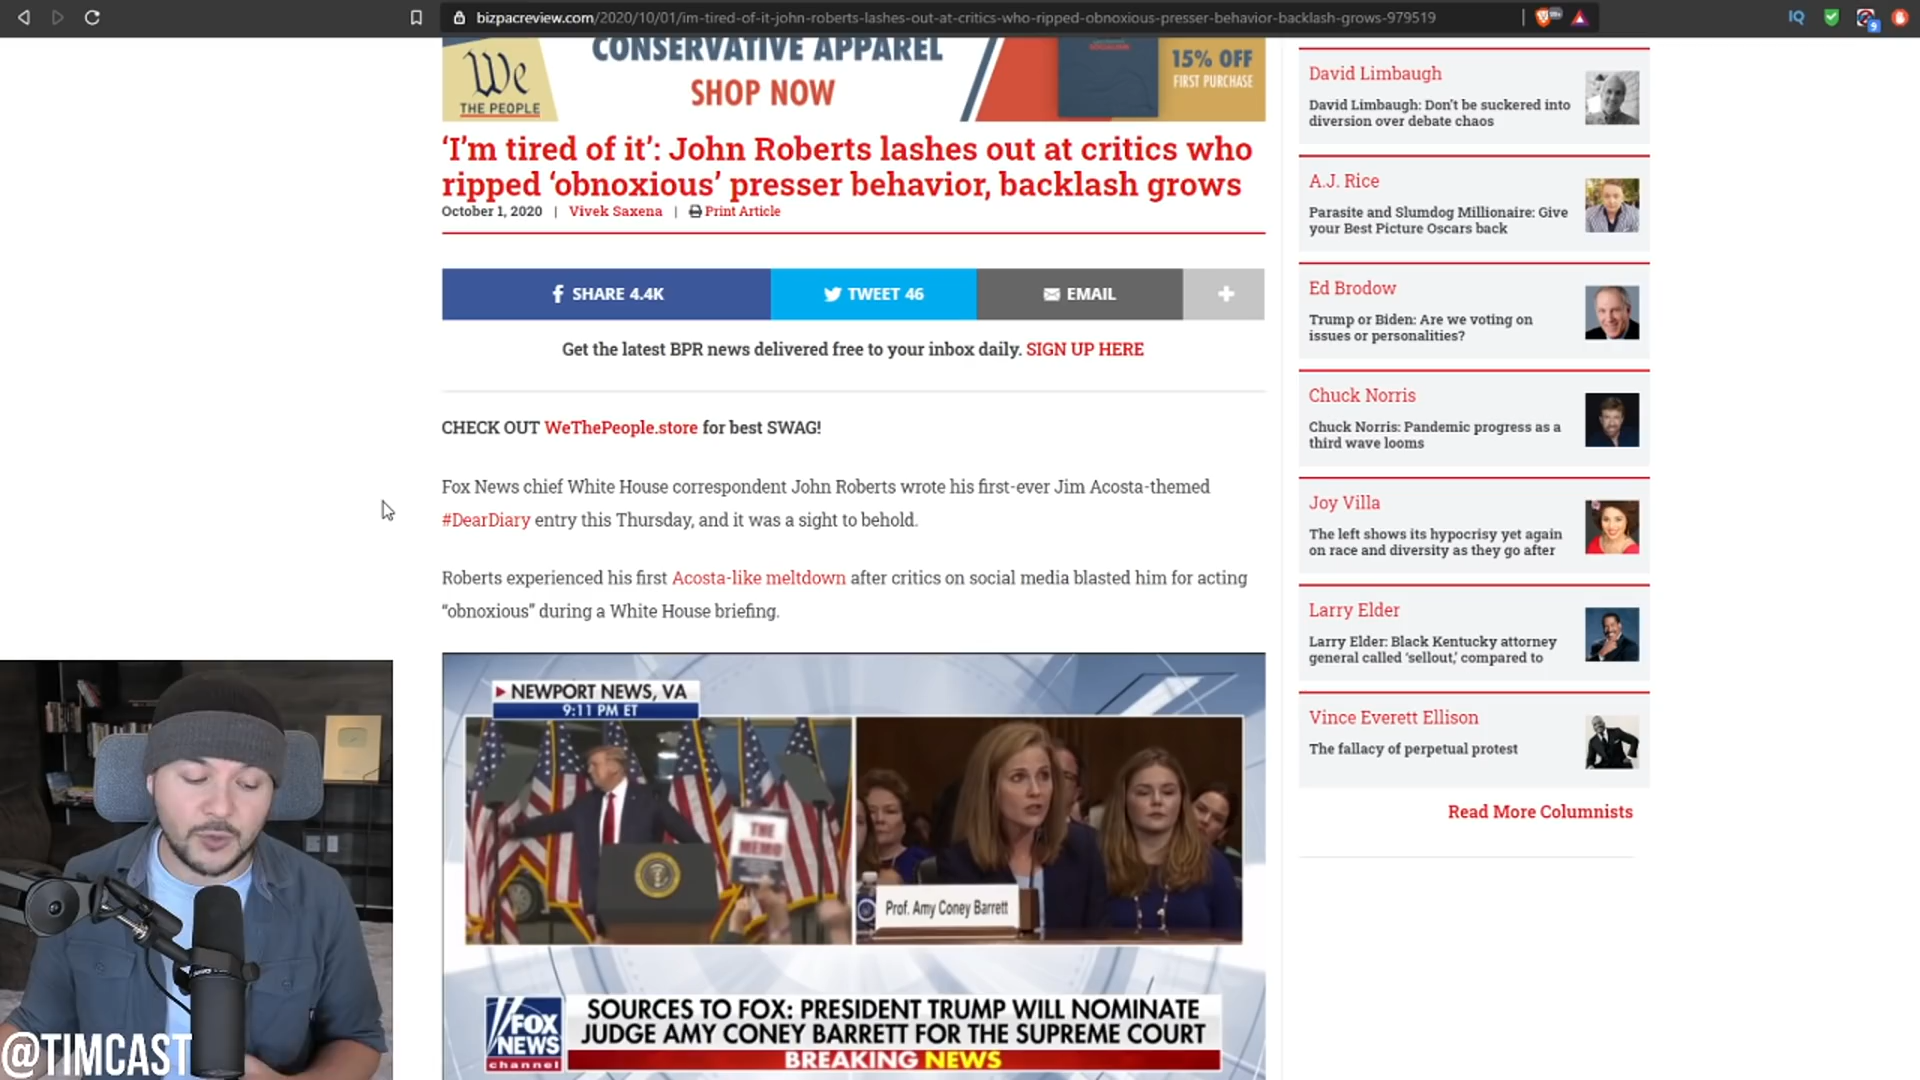 bizpacreview.com/2020/10/01/im-tired-of-it-john-roberts-lashes-out-at-critics-who-ripped-obnoxious-presser-behavior-backlash-grows-979519
IQ
9
We
THE PEOPLE
CONSERVATIVE APPAREL
SHOP NOW
15% OFF
FIRST PURCHASE
‘I’m tired of it’: John Roberts lashes out at critics who
ripped ‘obnoxious’ presser behavior, backlash grows
October 1, 2020 | Vivek Saxena | Print Article
SHARE 4.4K
TWEET 46
EMAIL
+
Get the latest BPR news delivered free to your inbox daily. SIGN UP HERE
CHECK OUT WeThePeople.store for best SWAG!
Fox News chief White House correspondent John Roberts wrote his first-ever Jim Acosta-themed
#DearDiary entry this Thursday, and it was a sight to behold.
Roberts experienced his first Acosta-like meltdown after critics on social media blasted him for acting
“obnoxious” during a White House briefing.
NEWPORT NEWS, VA
9:11 PM ET
THE
MEMO
Prof. Amy Coney Barrett
FOX
NEWS
channel
SOURCES TO FOX: PRESIDENT TRUMP WILL NOMINATE
JUDGE AMY CONEY BARRETT FOR THE SUPREME COURT
BREAKING NEWS
David Limbaugh
David Limbaugh: Don't be suckered into
diversion over debate chaos
A.J. Rice
Parasite and Slumdog Millionaire: Give
your Best Picture Oscars back
Ed Brodow
Trump or Biden: Are we voting on
issues or personalities?
Chuck Norris
Chuck Norris: Pandemic progress as a
third wave looms
Joy Villa
The left shows its hypocrisy yet again
on race and diversity as they go after
Larry Elder
Larry Elder: Black Kentucky attorney
general called ‘sellout,’ compared to
Vince Everett Ellison
The fallacy of perpetual protest
Read More Columnists
@TIMCAST